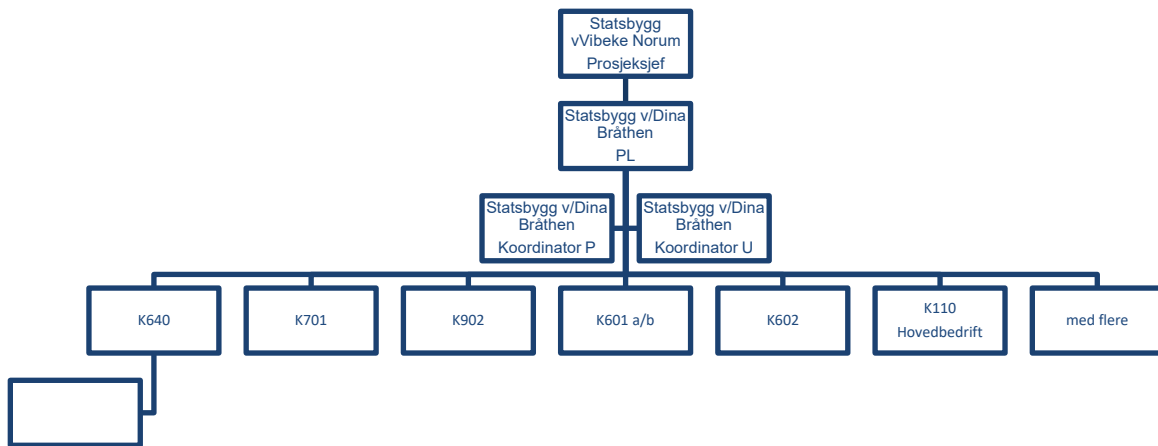 Statsbygg
vVibeke Norum
Prosjeksjef
Statsbygg v/Dina
Bråthen
PL
Statsbygg v/Dina
Bråthen
Koordinator P
Statsbygg v/Dina
Bråthen
Koordinator U
K640
K701
K902
K601 a/b
K602
K110
Hovedbedrift
med flere